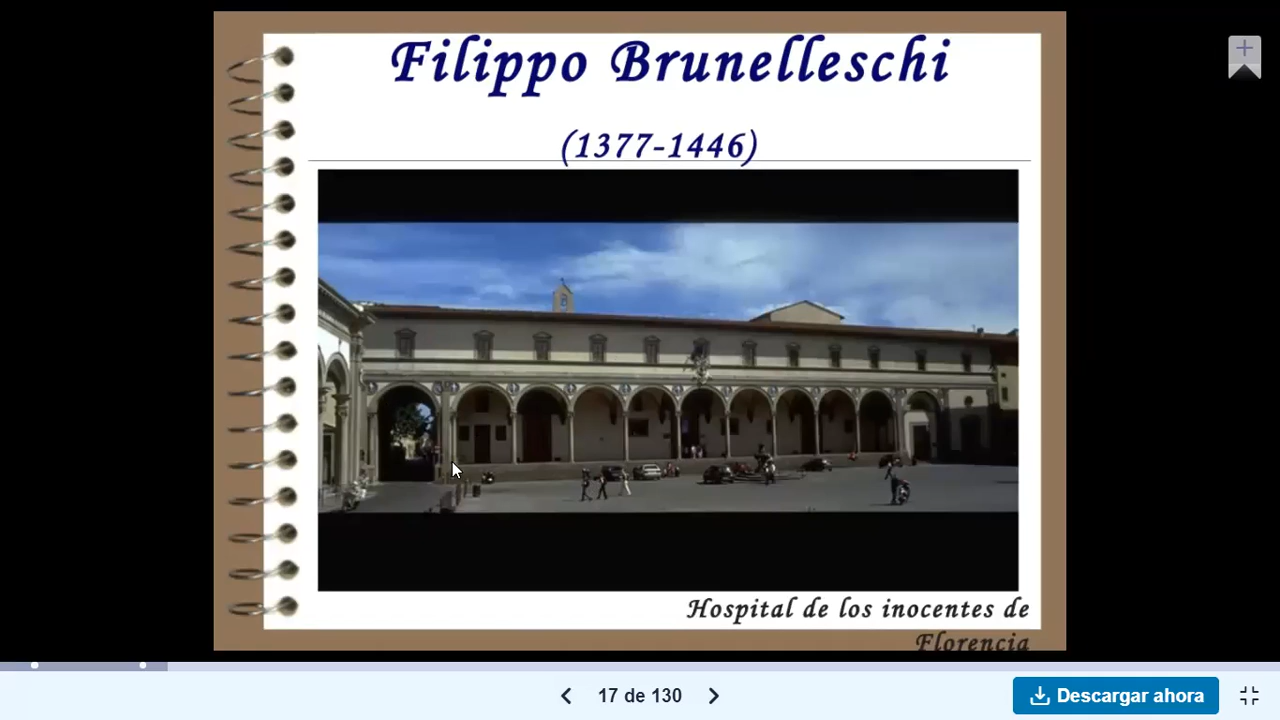 Filippo Brunelleschi
(1377-1446)
Hospital de los inocentes de
Florencia
17 de 130
Descargar ahora